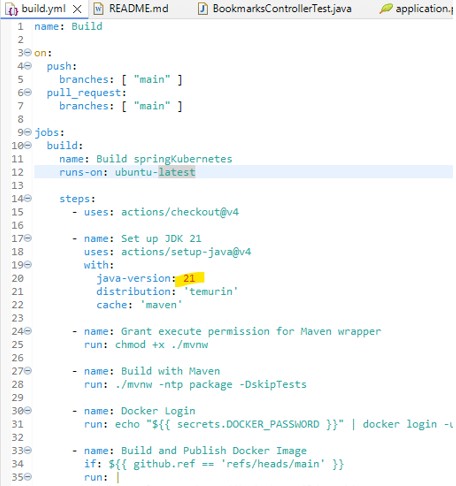 build.yml README.md BookmarksControllerTest.java application.p
1 name: Build
2
3 on:
4   push:
5     branches: [ "main" ]
6   pull_request:
7     branches: [ "main" ]
8
9 jobs:
10   build:
11     name: Build springKubernetes
12     runs-on: ubuntu-latest
13
14     steps:
15       - uses: actions/checkout@v4
16
17       - name: Set up JDK 21
18         uses: actions/setup-java@v4
19         with:
20           java-version: 21
21           distribution: 'temurin'
22           cache: 'maven'
23
24       - name: Grant execute permission for Maven wrapper
25         run: chmod +x ./mvnw
26
27       - name: Build with Maven
28         run: ./mvnw -ntp package -DskipTests
29
30       - name: Docker Login
31         run: echo "${{ secrets.DOCKER_PASSWORD }}" | docker login -u
32
33       - name: Build and Publish Docker Image
34         if: ${{ github.ref == 'refs/heads/main' }}
35         run: |